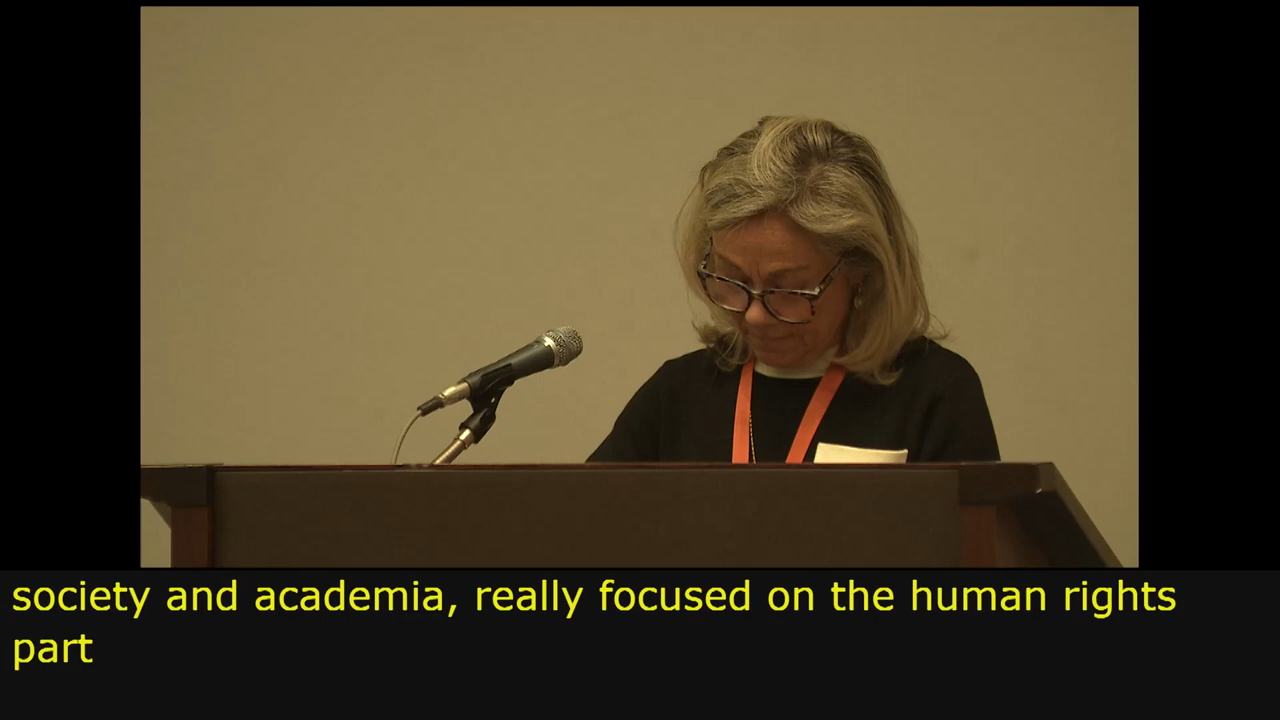 society and academia, really focused on the human rights
part